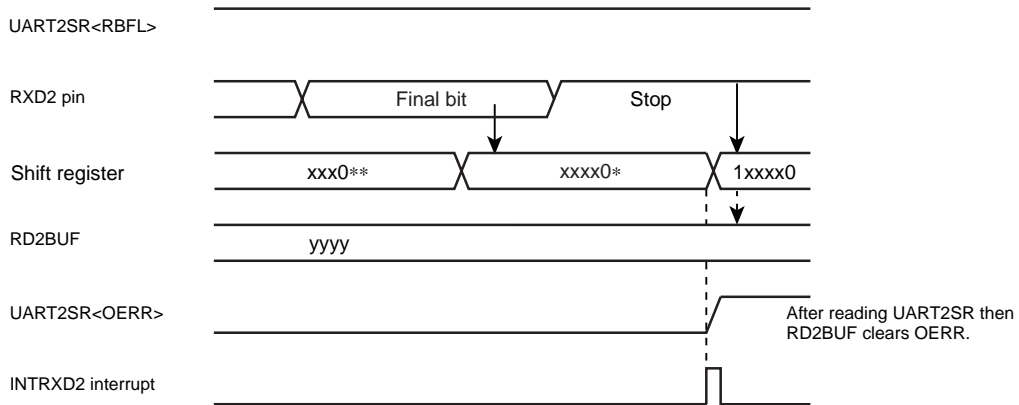 UART2SR<RBFL>
RXD2 pin
Final bit
Stop
Shift register
xxx0**
xxxx0*
1xxxx0
RD2BUF
yyyy
UART2SR<OERR>
After reading UART2SR then
RD2BUF clears OERR.
INTRXD2 interrupt